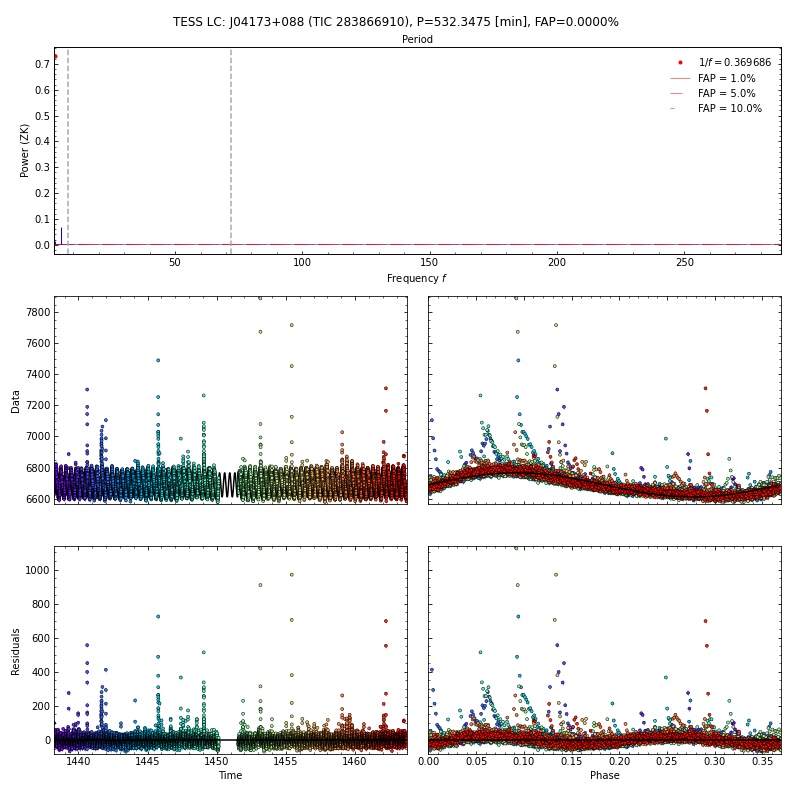 TESS LC: J04173+088 (TIC 283866910), P=532.3475 [min], FAP=0.0000%
Period
0.7
0.6
0.5
0.4
0.3
0.2
0.1
0.0
Power (ZK)
1/f = 0.369686
FAP = 1.0%
FAP = 5.0%
FAP = 10.0%
50 100 150 200 250
Frequency f
7800
7600
7400
7200
7000
6800
6600
Data
1000
800
600
400
200
0
Residuals
1440 1445 1450 1455 1460
Time
0.00 0.05 0.10 0.15 0.20 0.25 0.30 0.35
Phase